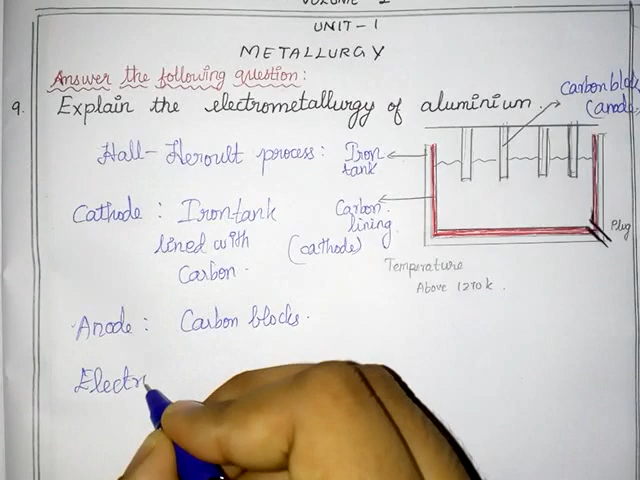 UNIT - 1
METALLURGY
Answer the following question:
9. Explain the electrometallurgy of aluminium.
Carbon block
(anode
Hall-Heroult process:
Iron
tank
Cathode : Iron tank
lined with
Carbon.
Carbon
lining
(cathode)
Plug
Temperature
Above 1270 k.
Anode : Carbon blocks.
Electr